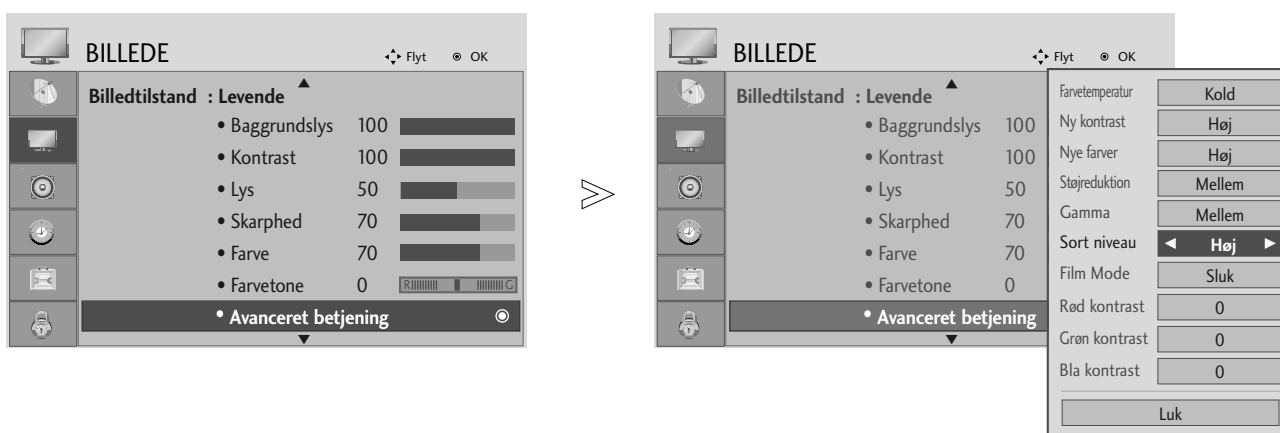 BILLEDE
Flyt OK
Billedtilstand : Levende
• Baggrundslys 100
• Kontrast 100
• Lys 50
• Skarphed 70
• Farve 70
• Farvetone 0 R G
• Avanceret betjening
BILLEDE
Flyt OK
Billedtilstand : Levende
• Baggrundslys 100
• Kontrast 100
• Lys 50
• Skarphed 70
• Farve 70
• Farvetone 0
• Avanceret betjening
Farvetemperatur Kold
Ny kontrast Høj
Nye farver Høj
Støjreduktion Mellem
Gamma Mellem
Sort niveau Høj
Film Mode Sluk
Rød kontrast 0
Grøn kontrast 0
Bla kontrast 0
Luk